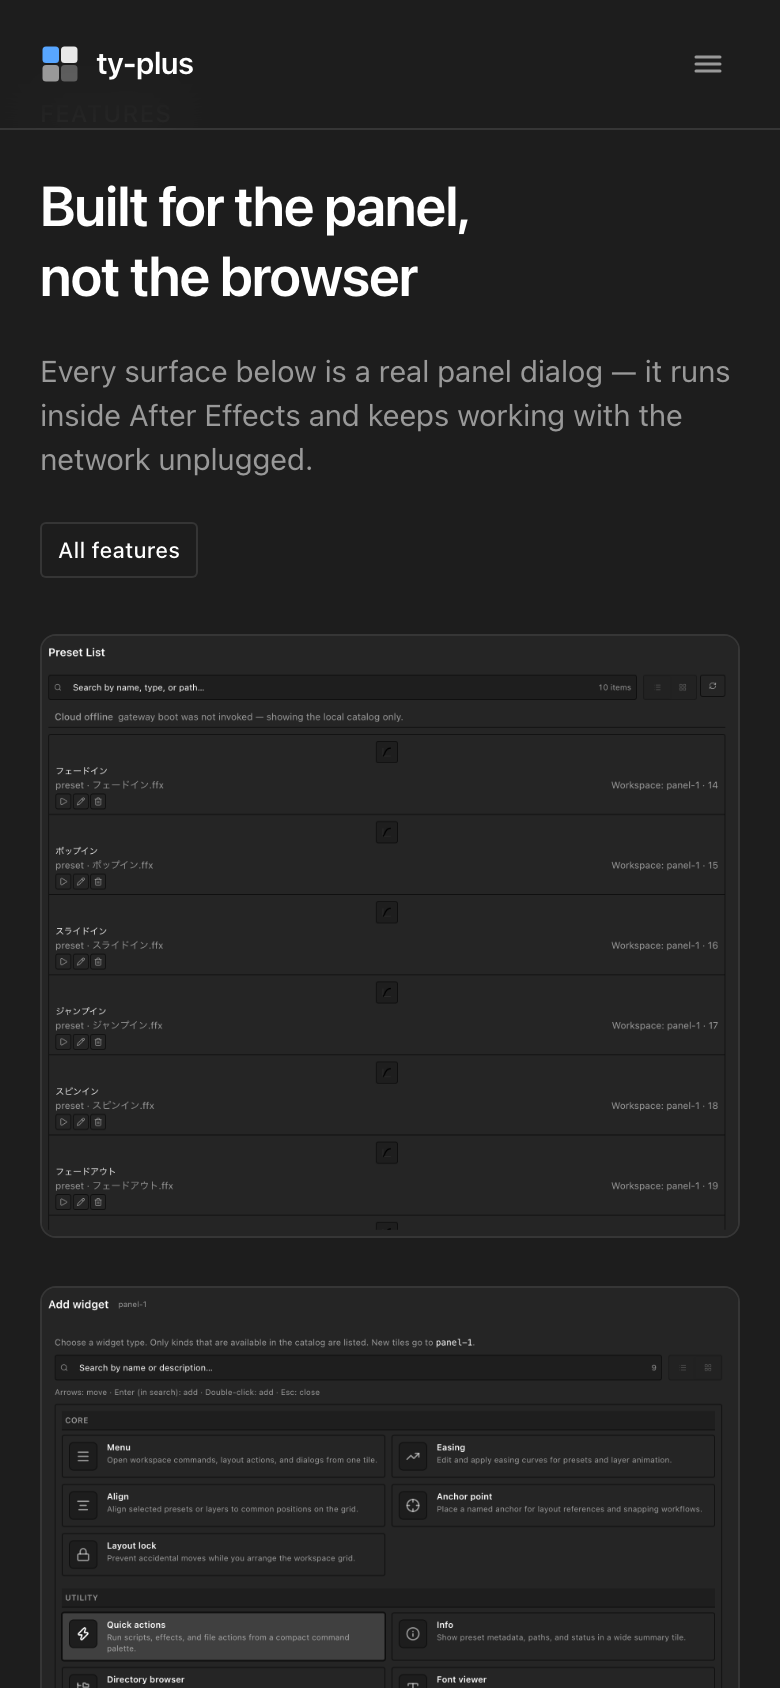 ty-plus
FEATURES
Built for the panel,
not the browser
Every surface below is a real panel dialog — it runs
inside After Effects and keeps working with the
network unplugged.
All features
Preset List
Search by name, type, or path...
10 items
Cloud offline gateway boot was not invoked — showing the local catalog only.
フェードイン
preset · フェードイン.ffx
Workspace: panel-1 · 14
ポップイン
preset · ポップイン.ffx
Workspace: panel-1 · 15
スライドイン
preset · スライドイン.ffx
Workspace: panel-1 · 16
ジャンプイン
preset · ジャンプイン.ffx
Workspace: panel-1 · 17
スピンイン
preset · スピンイン.ffx
Workspace: panel-1 · 18
フェードアウト
preset · フェードアウト.ffx
Workspace: panel-1 · 19
Add widget panel-1
Choose a widget type. Only kinds that are available in the catalog are listed. New tiles go to panel-1.
Search by name or description...
9
Arrows: move · Enter (in search): add · Double-click: add · Esc: close
CORE
Menu
Open workspace commands, layout actions, and dialogs from one tile.
Easing
Edit and apply easing curves for presets and layer animation.
Align
Align selected presets or layers to common positions on the grid.
Anchor point
Place a named anchor for layout references and snapping workflows.
Layout lock
Prevent accidental moves while you arrange the workspace grid.
UTILITY
Quick actions
Run scripts, effects, and file actions from a compact command
palette.
Info
Show preset metadata, paths, and status in a wide summary tile.
Directory browser
Font viewer